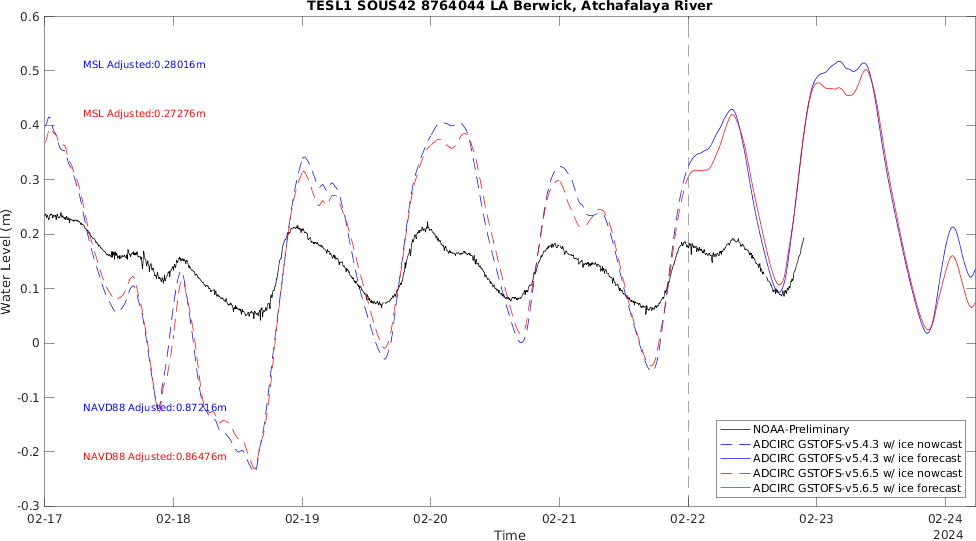 TESL1 SOUS42 8764044 LA Berwick, Atchafalaya River
Water Level (m)
0.6
0.5
0.4
0.3
0.2
0.1
0
-0.1
-0.2
-0.3
MSL Adjusted:0.28016m
MSL Adjusted:0.27276m
NAVD88 Adjusted:0.87216m
NAVD88 Adjusted:0.86476m
NOAA-Preliminary
ADCIRC GSTOFS-v5.4.3 w/ ice nowcast
ADCIRC GSTOFS-v5.4.3 w/ ice forecast
ADCIRC GSTOFS-v5.6.5 w/ ice nowcast
ADCIRC GSTOFS-v5.6.5 w/ ice forecast
02-17 02-18 02-19 02-20 02-21 02-22 02-23 02-24
Time
2024